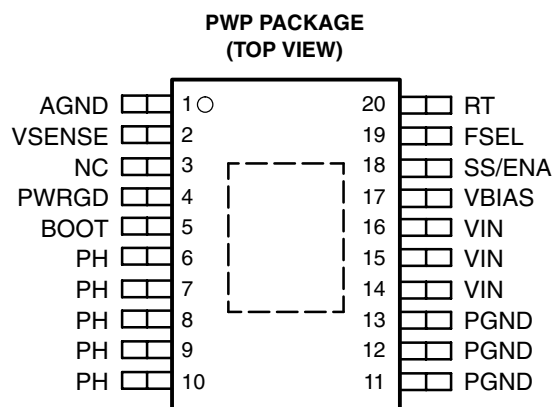 PWP PACKAGE
(TOP VIEW)
AGND 1 20 RT
VSENSE 2 19 FSEL
NC 3 18 SS/ENA
PWRGD 4 17 VBIAS
BOOT 5 16 VIN
PH 6 15 VIN
PH 7 14 VIN
PH 8 13 PGND
PH 9 12 PGND
PH 10 11 PGND